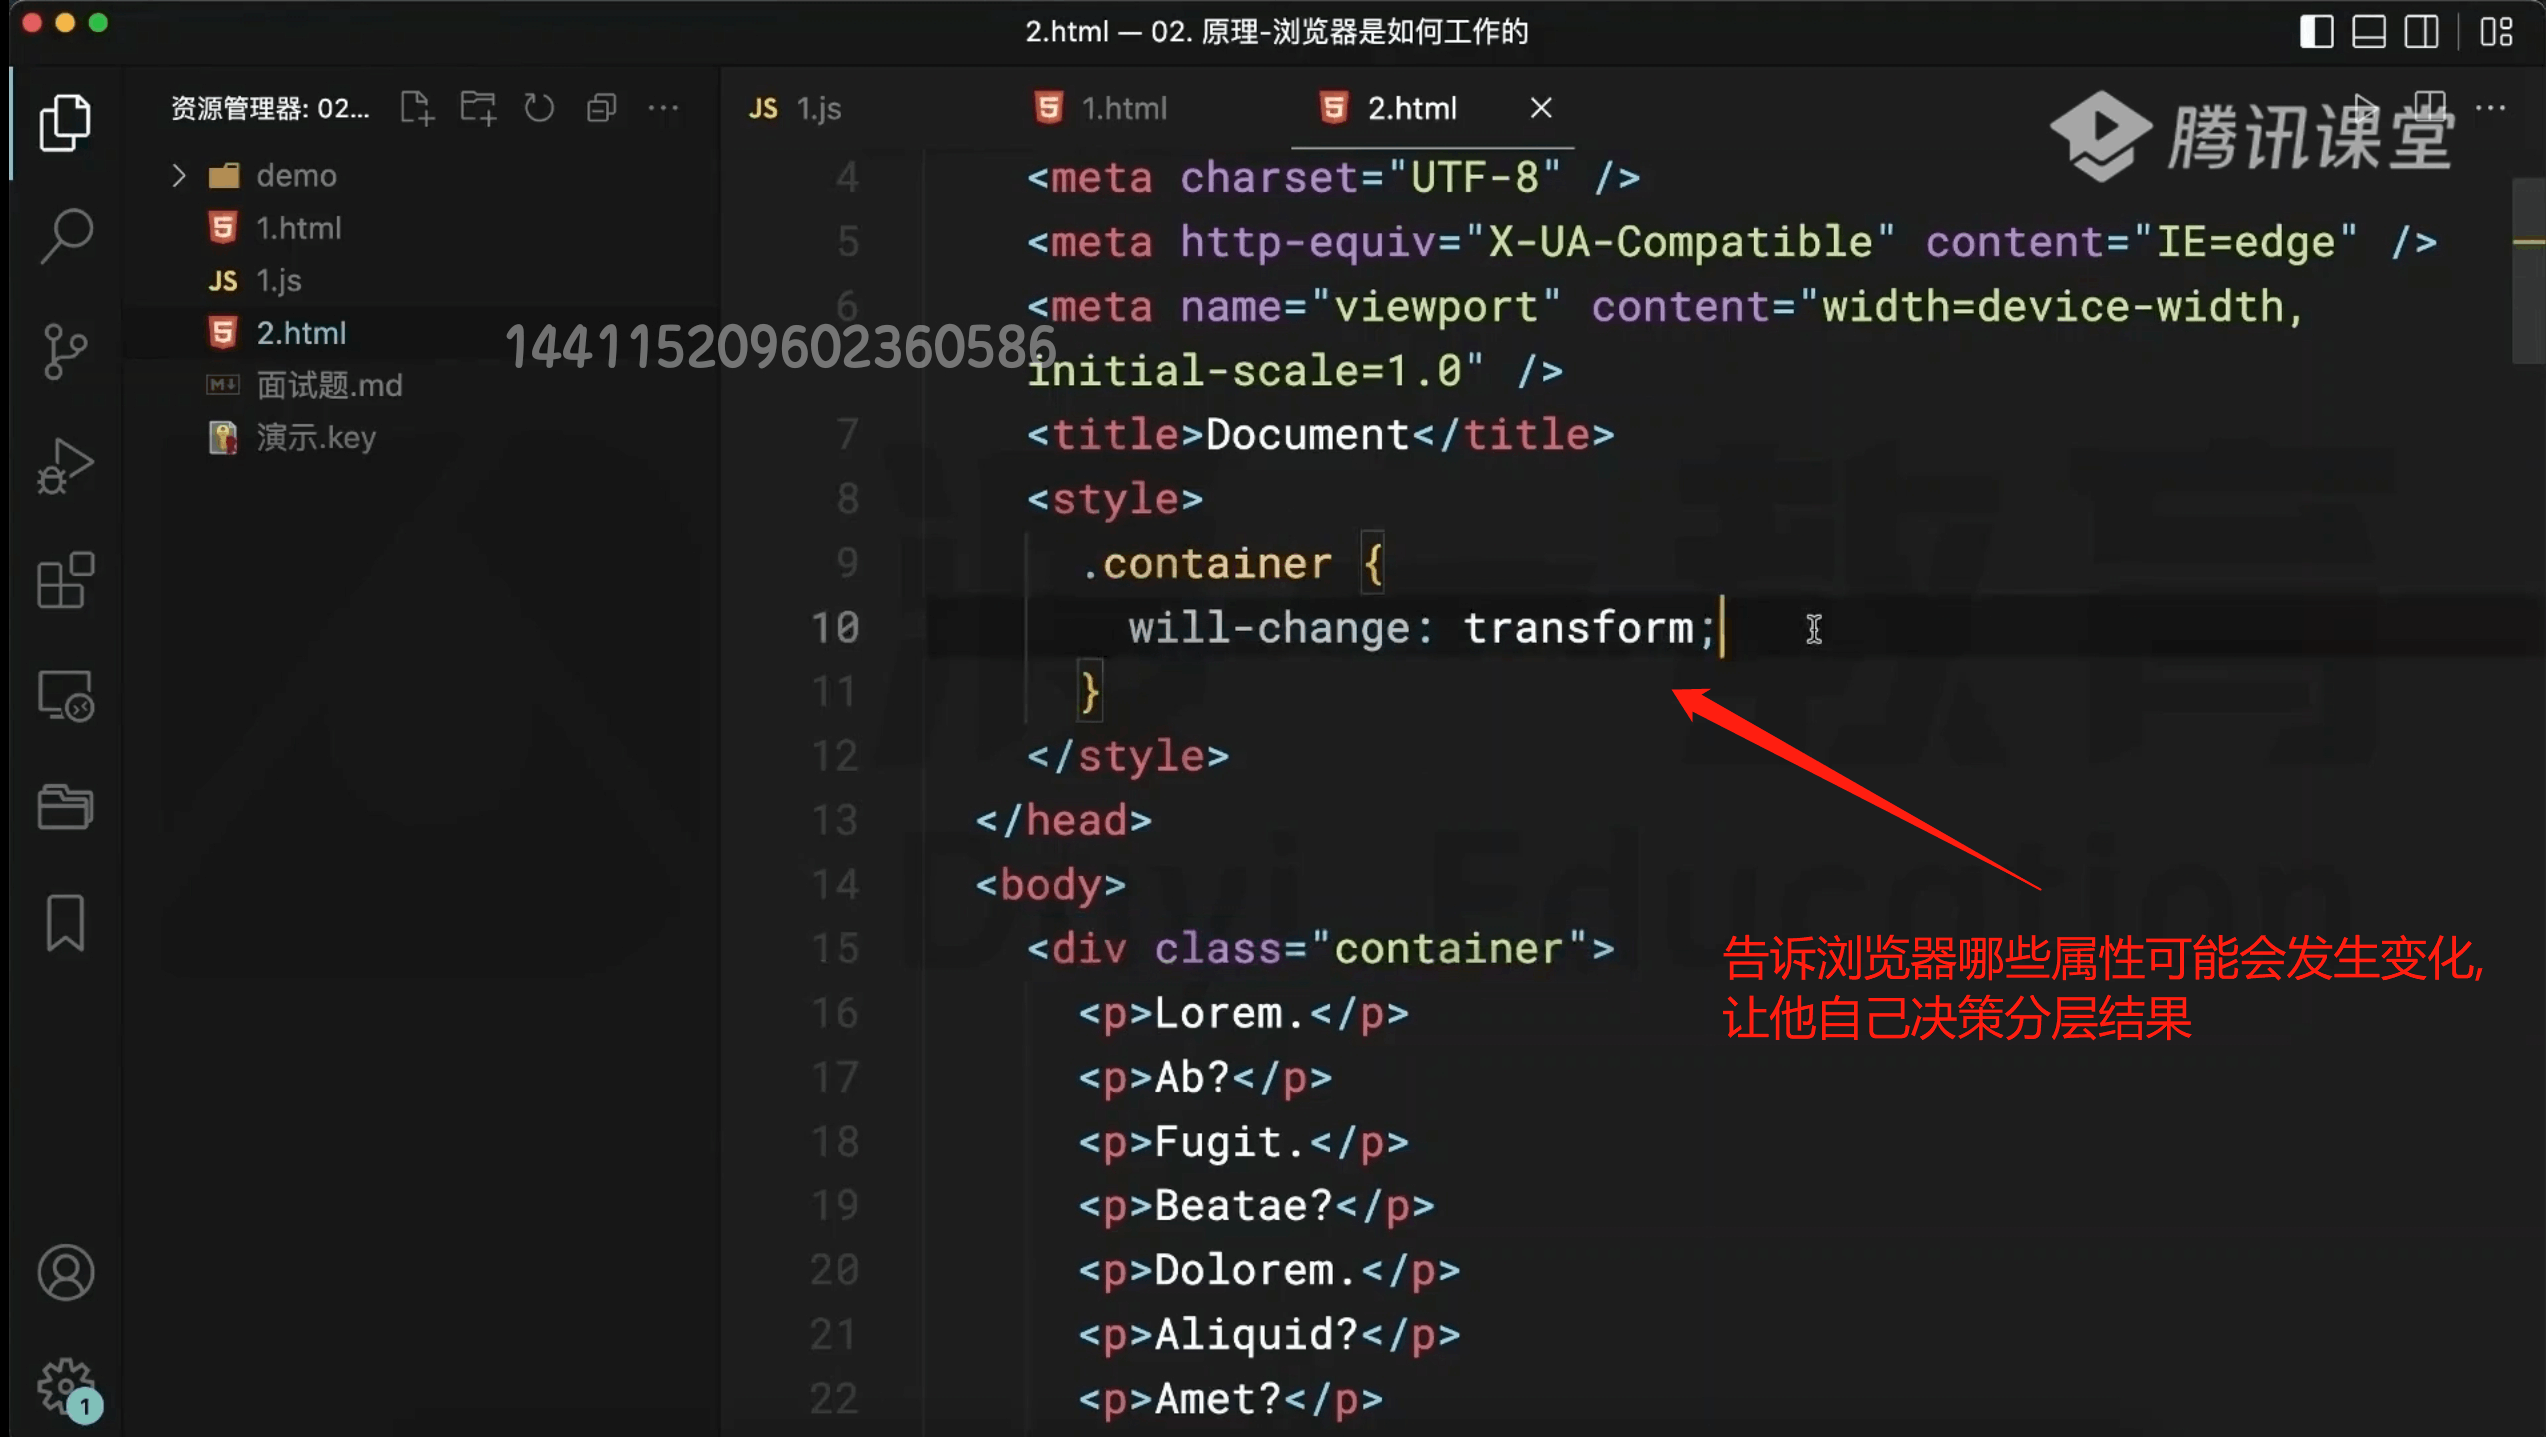 2.html — 02. 原理-浏览器是如何工作的
资源管理器: 02...
demo
1.html
JS 1.js
2.html
面试题.md
演示.key
JS 1.js
1.html
2.html
腾讯课堂
144115209602360586
4 <meta charset="UTF-8" />
5 <meta http-equiv="X-UA-Compatible" content="IE=edge" />
6 <meta name="viewport" content="width=device-width,
initial-scale=1.0" />
7 <title>Document</title>
8 <style>
9 .container {
10 will-change: transform;
11 }
12 </style>
13 </head>
14 <body>
15 <div class="container">
16 <p>Lorem.</p>
17 <p>Ab?</p>
18 <p>Fugit.</p>
19 <p>Beatae?</p>
20 <p>Dolorem.</p>
21 <p>Aliquid?</p>
22 <p>Amet?</p>
告诉浏览器哪些属性可能会发生变化,
让他自己决策分层结果
1